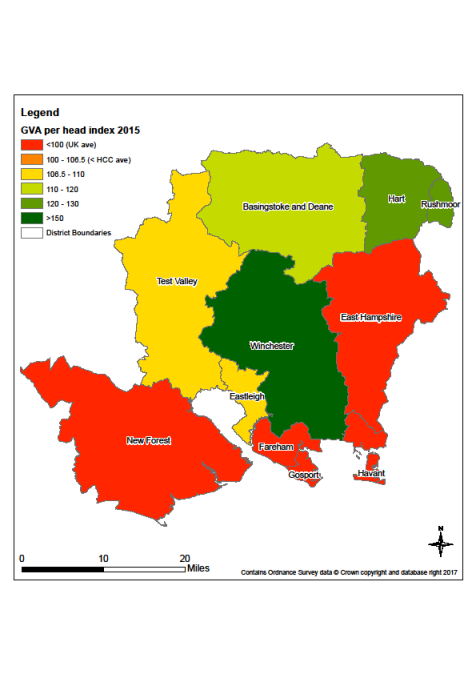 Legend
GVA per head index 2015
<100 (UK ave)
100 - 106.5 (< HCC ave)
106.5 - 110
110 - 120
120 - 130
>150
District Boundaries
Basingstoke and Deane
Hart
Rushmoor
Test Valley
East Hampshire
Winchester
Eastleigh
New Forest
Fareham
Gosport
Havant
N
0 10 20
Miles
Contains Ordnance Survey data © Crown copyright and database right 2017